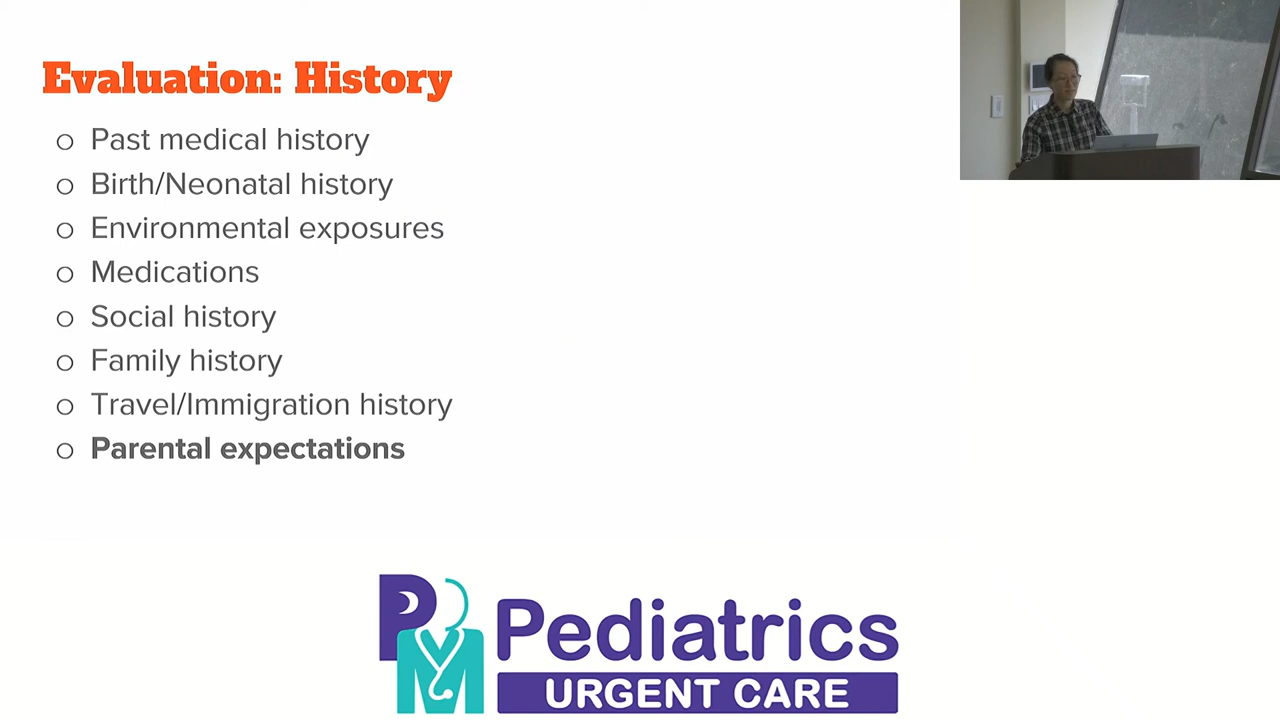 Evaluation: History
○ Past medical history
○ Birth/Neonatal history
○ Environmental exposures
○ Medications
○ Social history
○ Family history
○ Travel/Immigration history
○ Parental expectations
PM Pediatrics
URGENT CARE